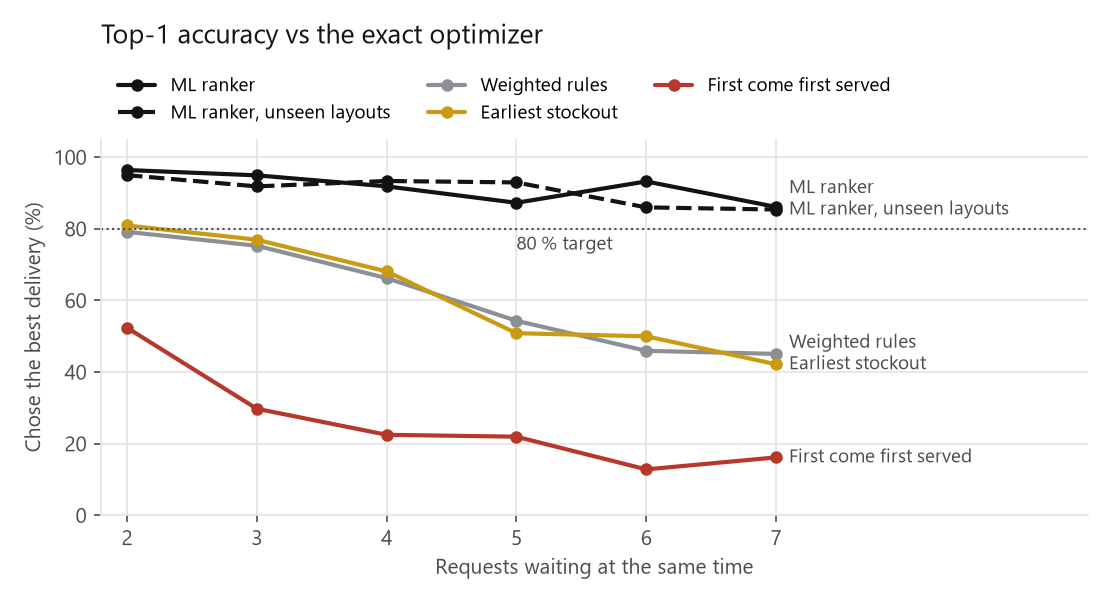 Top-1 accuracy vs the exact optimizer
ML ranker
ML ranker, unseen layouts
Weighted rules
Earliest stockout
First come first served
Chose the best delivery (%)
100
80
60
40
20
0
80 % target
ML ranker
ML ranker, unseen layouts
Weighted rules
Earliest stockout
First come first served
2 3 4 5 6 7
Requests waiting at the same time